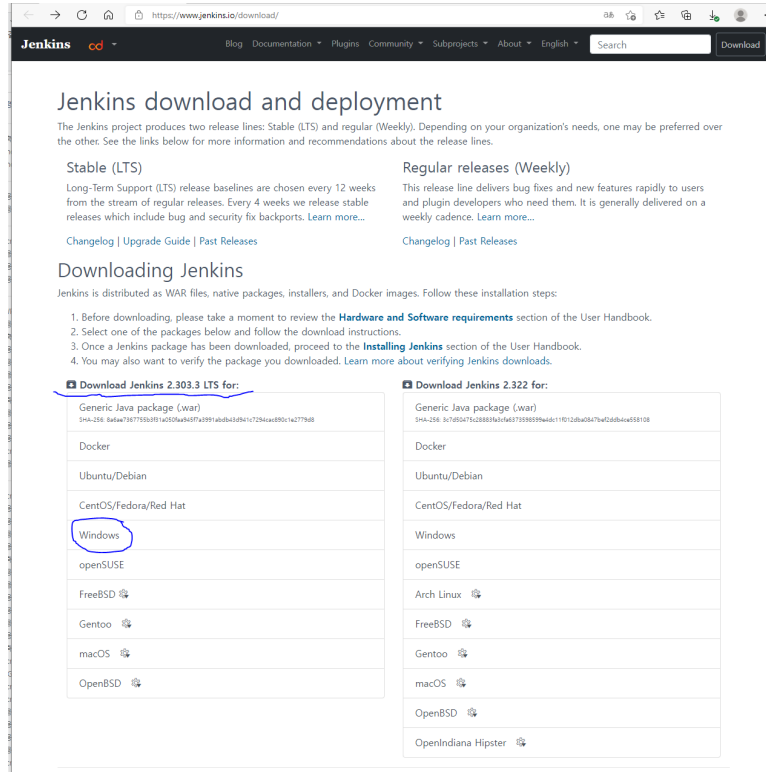 https://www.jenkins.io/download/
Jenkins cd Blog Documentation Plugins Community Subprojects About English Search Download
Jenkins download and deployment
The Jenkins project produces two release lines: Stable (LTS) and regular (Weekly). Depending on your organization's needs, one may be preferred over
the other. See the links below for more information and recommendations about the release lines.
Stable (LTS)
Long-Term Support (LTS) release baselines are chosen every 12 weeks
from the stream of regular releases. Every 4 weeks we release stable
releases which include bug and security fix backports. Learn more...
Changelog | Upgrade Guide | Past Releases
Regular releases (Weekly)
This release line delivers bug fixes and new features rapidly to users
and plugin developers who need them. It is generally delivered on a
weekly cadence. Learn more...
Changelog | Past Releases
Downloading Jenkins
Jenkins is distributed as WAR files, native packages, installers, and Docker images. Follow these installation steps:
1. Before downloading, please take a moment to review the Hardware and Software requirements section of the User Handbook.
2. Select one of the packages below and follow the download instructions.
3. Once a Jenkins package has been downloaded, proceed to the Installing Jenkins section of the User Handbook.
4. You may also want to verify the package you downloaded. Learn more about verifying Jenkins downloads.
Download Jenkins 2.303.3 LTS for:
Generic Java package (.war)
SHA-256:
Docker
Ubuntu/Debian
CentOS/Fedora/Red Hat
Windows
openSUSE
FreeBSD
Gentoo
macOS
OpenBSD
Download Jenkins 2.322 for:
Generic Java package (.war)
SHA-256:
Docker
Ubuntu/Debian
CentOS/Fedora/Red Hat
Windows
openSUSE
Arch Linux
FreeBSD
Gentoo
macOS
OpenBSD
OpenIndiana Hipster